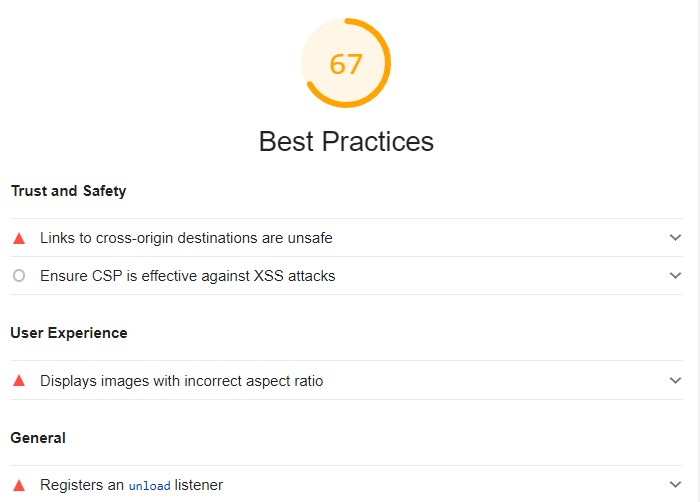 67
Best Practices
Trust and Safety
Links to cross-origin destinations are unsafe
Ensure CSP is effective against XSS attacks
User Experience
Displays images with incorrect aspect ratio
General
Registers an unload listener